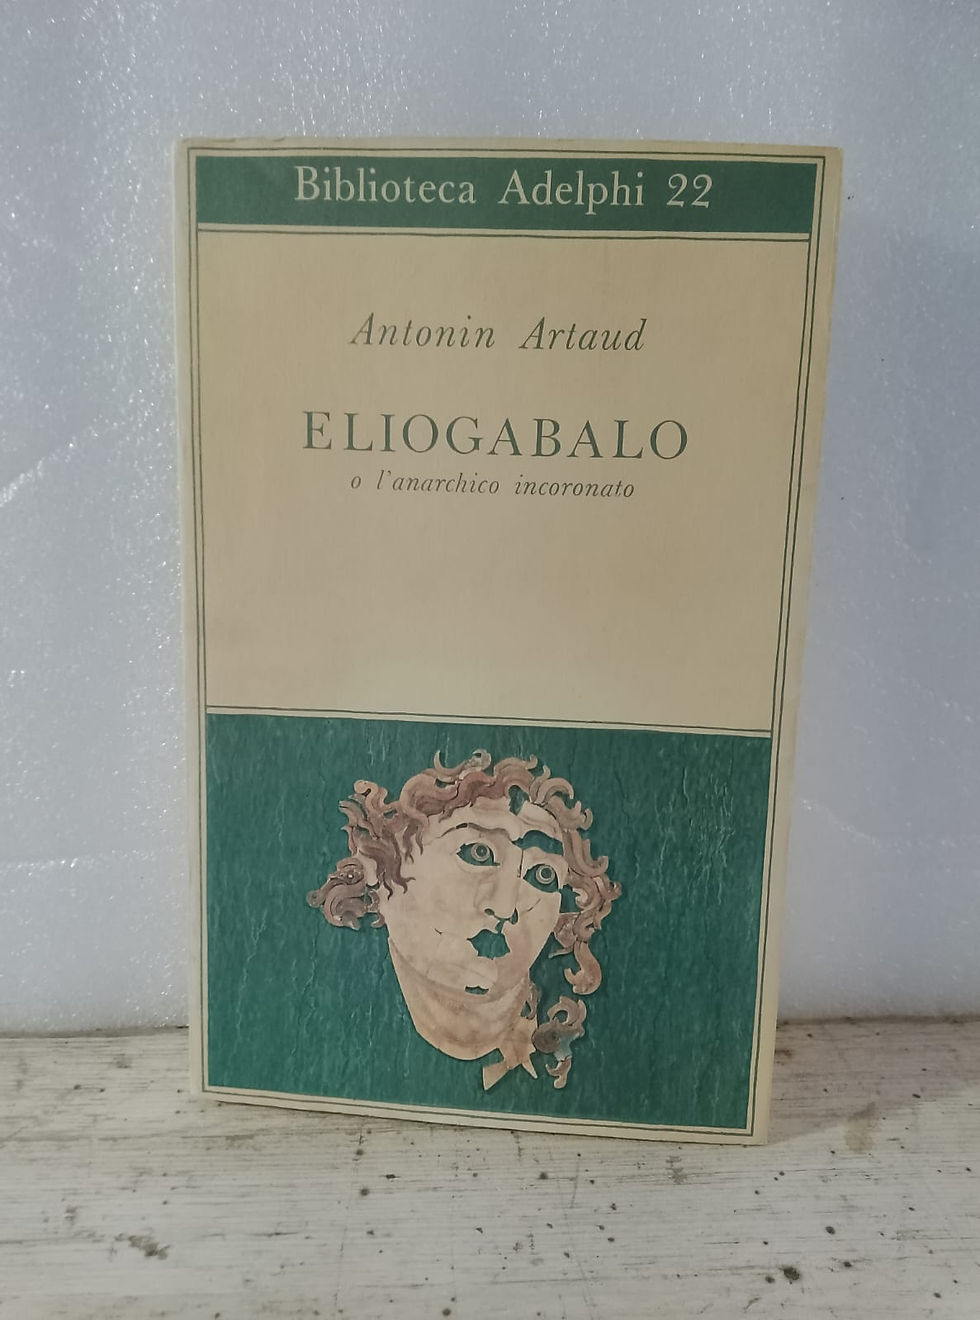 Biblioteca Adelphi 22
Antonin Artaud
ELIOGABALO
o l'anarchico incoronato